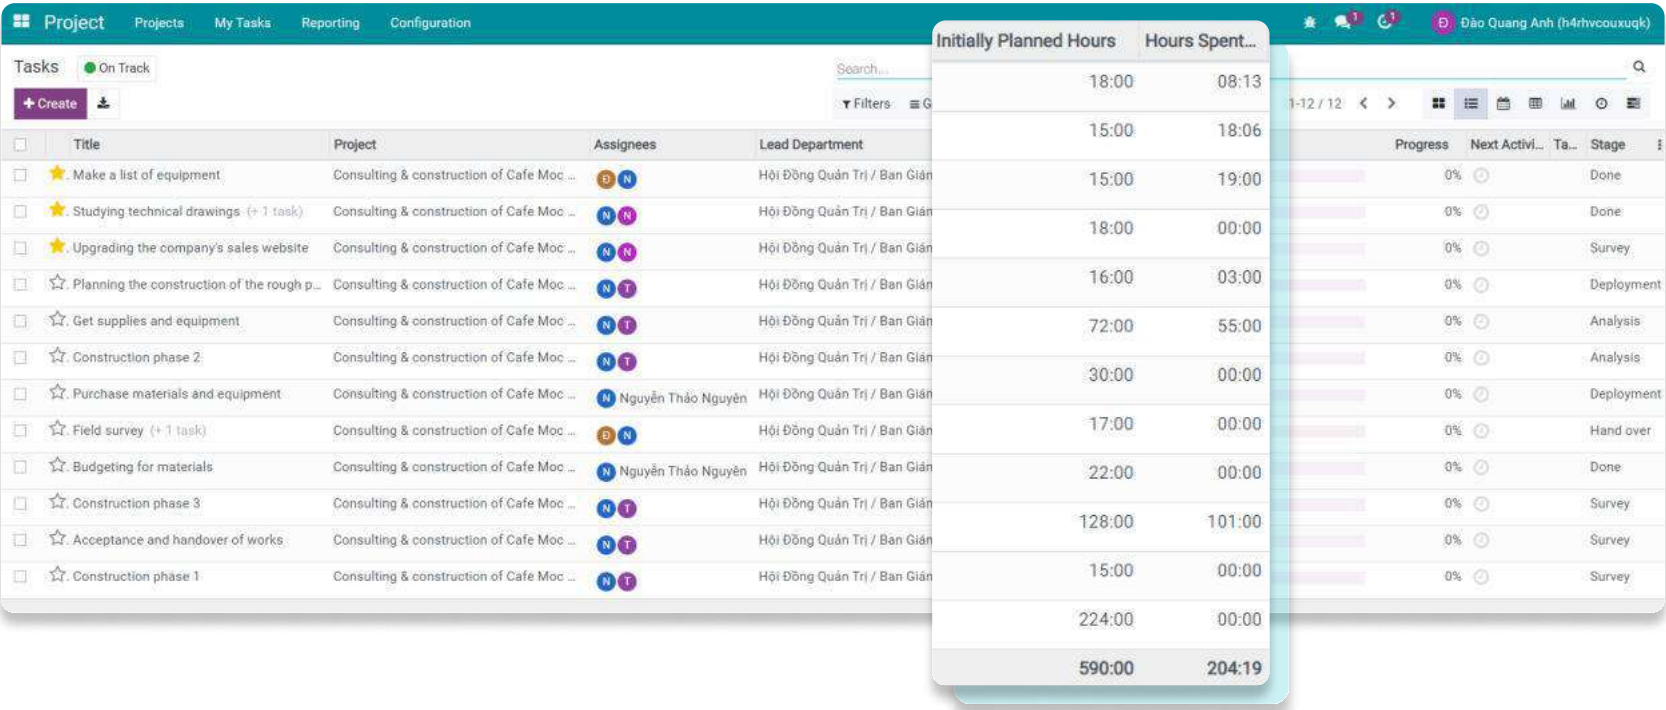 Project Projects My Tasks Reporting Configuration 1 1 Đ Đào Quang Anh (h4rhvcouxuqk)
Tasks On Track Search...
+ Create Filters G 1-12 / 12
Title Project Assignees Lead Department Initially Planned Hours Hours Spent... Progress Next Activi... Ta... Stage
Make a list of equipment Consulting & construction of Cafe Moc ... Đ N Hội Đồng Quản Trị / Ban Gián 18:00 08:13 0% Done
Studying technical drawings (+ 1 task) Consulting & construction of Cafe Moc ... N N Hội Đồng Quản Trị / Ban Gián 15:00 18:06 0% Done
Upgrading the company's sales website Consulting & construction of Cafe Moc ... N N Hội Đồng Quản Trị / Ban Gián 15:00 19:00 0% Survey
Planning the construction of the rough p... Consulting & construction of Cafe Moc ... N T Hội Đồng Quản Trị / Ban Gián 18:00 00:00 0% Deployment
Get supplies and equipment Consulting & construction of Cafe Moc ... N T Hội Đồng Quản Trị / Ban Gián 16:00 03:00 0% Analysis
Construction phase 2 Consulting & construction of Cafe Moc ... N T Hội Đồng Quản Trị / Ban Gián 72:00 55:00 0% Analysis
Purchase materials and equipment Consulting & construction of Cafe Moc ... N Nguyễn Thảo Nguyên Hội Đồng Quản Trị / Ban Gián 30:00 00:00 0% Deployment
Field survey (+ 1 task) Consulting & construction of Cafe Moc ... Đ N Hội Đồng Quản Trị / Ban Gián 17:00 00:00 0% Hand over
Budgeting for materials Consulting & construction of Cafe Moc ... N Nguyễn Thảo Nguyên Hội Đồng Quản Trị / Ban Gián 22:00 00:00 0% Done
Construction phase 3 Consulting & construction of Cafe Moc ... N T Hội Đồng Quản Trị / Ban Gián 128:00 101:00 0% Survey
Acceptance and handover of works Consulting & construction of Cafe Moc ... N T Hội Đồng Quản Trị / Ban Gián 15:00 00:00 0% Survey
Construction phase 1 Consulting & construction of Cafe Moc ... N T Hội Đồng Quản Trị / Ban Gián 224:00 00:00 0% Survey
590:00 204:19